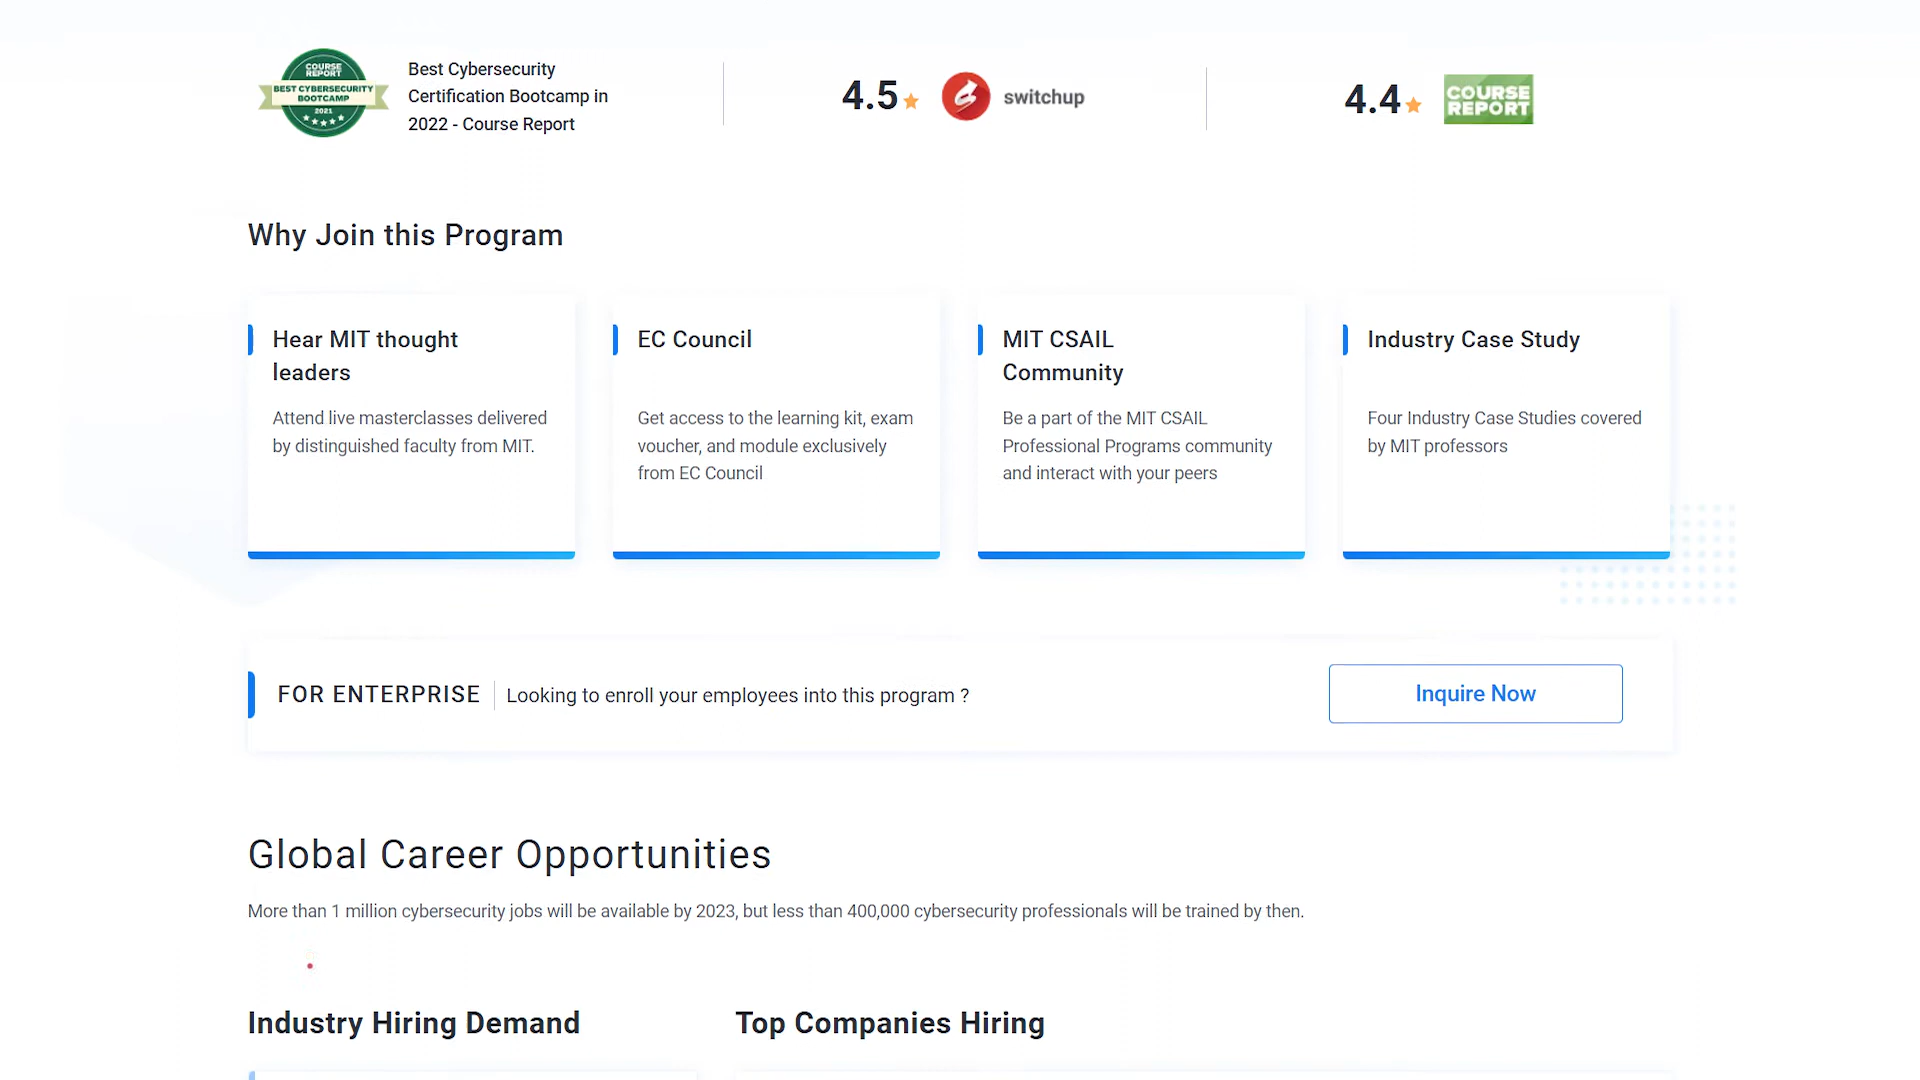 COURSE
REPORT
BEST CYBERSECURITY
BOOTCAMP
2021
Best Cybersecurity
Certification Bootcamp in
2022 - Course Report
4.5
switchup
4.4
COURSE
REPORT
Why Join this Program
Hear MIT thought
leaders
Attend live masterclasses delivered
by distinguished faculty from MIT.
EC Council
Get access to the learning kit, exam
voucher, and module exclusively
from EC Council
MIT CSAIL
Community
Be a part of the MIT CSAIL
Professional Programs community
and interact with your peers
Industry Case Study
Four Industry Case Studies covered
by MIT professors
FOR ENTERPRISE
Looking to enroll your employees into this program ?
Inquire Now
Global Career Opportunities
More than 1 million cybersecurity jobs will be available by 2023, but less than 400,000 cybersecurity professionals will be trained by then.
Industry Hiring Demand
Top Companies Hiring